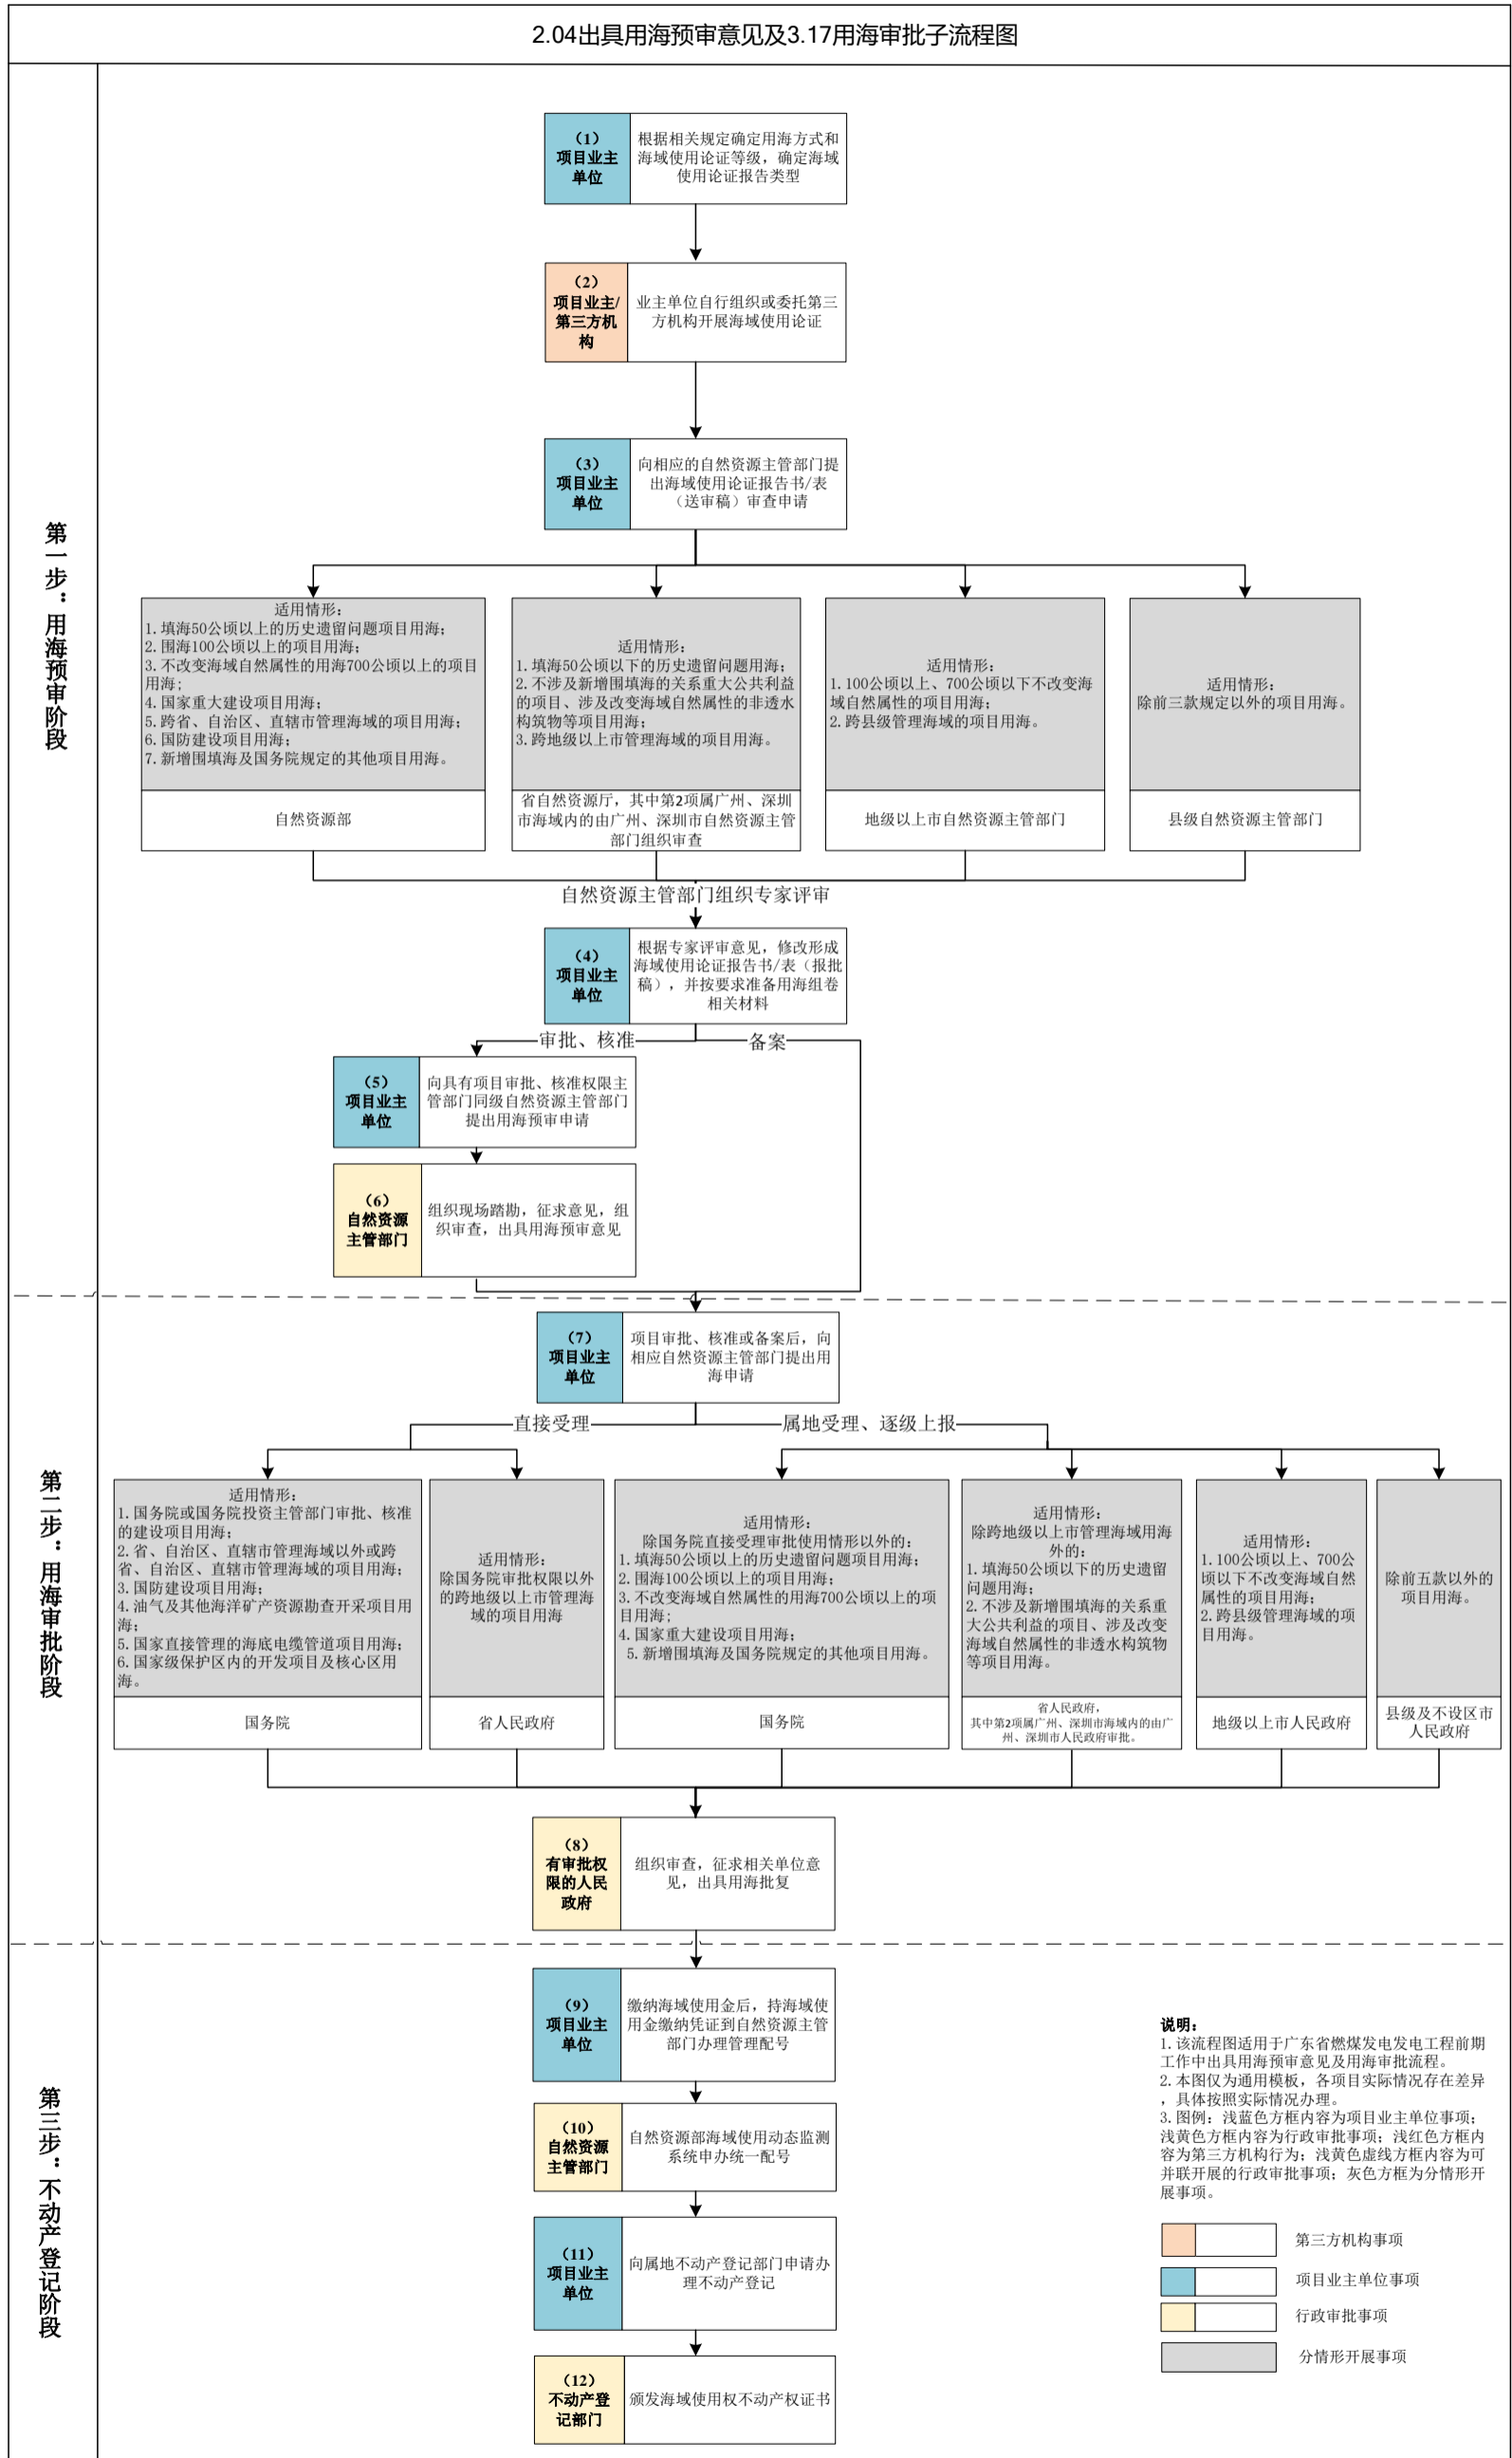 2.04出具用海预审意见及3.17用海审批子流程图
第一步：用海预审阶段
（1）
项目业主
单位
根据相关规定确定用海方式和
海域使用论证等级，确定海域
使用论证报告类型
（2）
项目业主/
第三方机
构
业主单位自行组织或委托第三
方机构开展海域使用论证
（3）
项目业主
单位
向相应的自然资源主管部门提
出海域使用论证报告书/表
（送审稿）审查申请
适用情形：
1.填海50公顷以上的历史遗留问题项目用海；
2.围海100公顷以上的项目用海；
3.不改变海域自然属性的用海700公顷以上的项目
用海；
4.国家重大建设项目用海；
5.跨省、自治区、直辖市管理海域的项目用海；
6.国防建设项目用海；
7.新增围填海及国务院规定的其他项目用海。
自然资源部
适用情形：
1.填海50公顷以下的历史遗留问题用海；
2.不涉及新增围填海的关系重大公共利益
的项目、涉及改变海域自然属性的非透水
构筑物等项目用海；
3.跨地级以上市管理海域的项目用海。
省自然资源厅，其中第2项属广州、深圳
市海域内的由广州、深圳市自然资源主管
部门组织审查
适用情形：
1.100公顷以上、700公顷以下不改变海
域自然属性的项目用海；
2.跨县级管理海域的项目用海。
地级以上市自然资源主管部门
适用情形：
除前三款规定以外的项目用海。
县级自然资源主管部门
自然资源主管部门组织专家评审
（4）
项目业主
单位
根据专家评审意见，修改形成
海域使用论证报告书/表（报批
稿），并按要求准备用海组卷
相关材料
审批、核准
备案
（5）
项目业主
单位
向具有项目审批、核准权限主
管部门同级自然资源主管部门
提出用海预审申请
（6）
自然资源
主管部门
组织现场踏勘，征求意见，组
织审查，出具用海预审意见
第二步：用海审批阶段
（7）
项目业主
单位
项目审批、核准或备案后，向
相应自然资源主管部门提出用
海申请
直接受理
属地受理、逐级上报
适用情形：
1.国务院或国务院投资主管部门审批、核准
的建设项目用海；
2.省、自治区、直辖市管理海域以外或跨
省、自治区、直辖市管理海域的项目用海；
3.国防建设项目用海；
4.油气及其他海洋矿产资源勘查开采项目用
海；
5.国家直接管理的海底电缆管道项目用海；
6.国家级保护区内的开发项目及核心区用
海。
国务院
适用情形：
除国务院审批权限以外
的跨地级以上市管理海
域的项目用海
省人民政府
适用情形：
除国务院直接受理审批使用情形以外的：
1.填海50公顷以上的历史遗留问题项目用海；
2.围海100公顷以上的项目用海；
3.不改变海域自然属性的用海700公顷以上的项
目用海；
4.国家重大建设项目用海；
5.新增围填海及国务院规定的其他项目用海。
国务院
适用情形：
除跨地级以上市管理海域用海
外的：
1.填海50公顷以下的历史遗留
问题用海；
2.不涉及新增围填海的关系重
大公共利益的项目、涉及改变
海域自然属性的非透水构筑物
等项目用海。
省人民政府，
其中第2项属广州、深圳市海域内的由广
州、深圳市人民政府审批。
适用情形：
1.100公顷以上、700公
顷以下不改变海域自然
属性的项目用海；
2.跨县级管理海域的项
目用海。
地级以上市人民政府
除前五款以外的
项目用海。
县级及不设区市
人民政府
（8）
有审批权
限的人民
政府
组织审查，征求相关单位意
见，出具用海批复
第三步：不动产登记阶段
（9）
项目业主
单位
缴纳海域使用金后，持海域使
用金缴纳凭证到自然资源主管
部门办理管理配号
（10）
自然资源
主管部门
自然资源部海域使用动态监测
系统申办统一配号
（11）
项目业主
单位
向属地不动产登记部门申请办
理不动产登记
（12）
不动产登
记部门
颁发海域使用权不动产权证书
说明：
1.该流程图适用于广东省燃煤发电发电工程前期
工作中出具用海预审意见及用海审批流程。
2.本图仅为通用模板，各项目实际情况存在差异
，具体按照实际情况办理。
3.图例：浅蓝色方框内容为项目业主单位事项；
浅黄色方框内容为行政审批事项；浅红色方框内
容为第三方机构行为；浅黄色虚线方框内容为可
并联开展的行政审批事项；灰色方框为分情形开
展事项。
第三方机构事项
项目业主单位事项
行政审批事项
分情形开展事项